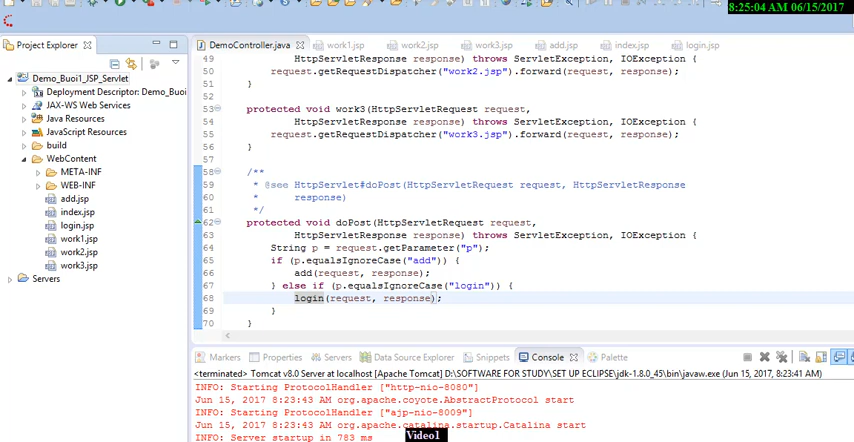 8:25:04 AM 06/15/2017
Project Explorer
Demo_Buoi1_JSP_Servlet
Deployment Descriptor: Demo_Buoi
JAX-WS Web Services
Java Resources
JavaScript Resources
build
WebContent
META-INF
WEB-INF
add.jsp
index.jsp
login.jsp
work1.jsp
work2.jsp
work3.jsp
Servers
DemoController.java work1.jsp work2.jsp work3.jsp add.jsp index.jsp login.jsp
49 HttpServletResponse response) throws ServletException, IOException {
50 request.getRequestDispatcher("work2.jsp").forward(request, response);
51 }
52
53 protected void work3(HttpServletRequest request,
54 HttpServletResponse response) throws ServletException, IOException {
55 request.getRequestDispatcher("work3.jsp").forward(request, response);
56 }
57
58 /**
59 * @see HttpServlet#doPost(HttpServletRequest request, HttpServletResponse
60 * response)
61 */
62 protected void doPost(HttpServletRequest request,
63 HttpServletResponse response) throws ServletException, IOException {
64 String p = request.getParameter("p");
65 if (p.equalsIgnoreCase("add")) {
66 add(request, response);
67 } else if (p.equalsIgnoreCase("login")) {
68 login(request, response);
69 }
70 }
Markers Properties Servers Data Source Explorer Snippets Console Palette
<terminated> Tomcat v8.0 Server at localhost [Apache Tomcat] D:\SOFTWARE FOR STUDY\SET UP ECLIPSE\jdk-1.8.0_45\bin\javaw.exe (Jun 15, 2017, 8:23:41 AM)
INFO: Starting ProtocolHandler ["http-nio-8080"]
Jun 15, 2017 8:23:43 AM org.apache.coyote.AbstractProtocol start
INFO: Starting ProtocolHandler ["ajp-nio-8009"]
Jun 15, 2017 8:23:43 AM org.apache.catalina.startup.Catalina start
INFO: Server startup in 783 ms
Video1